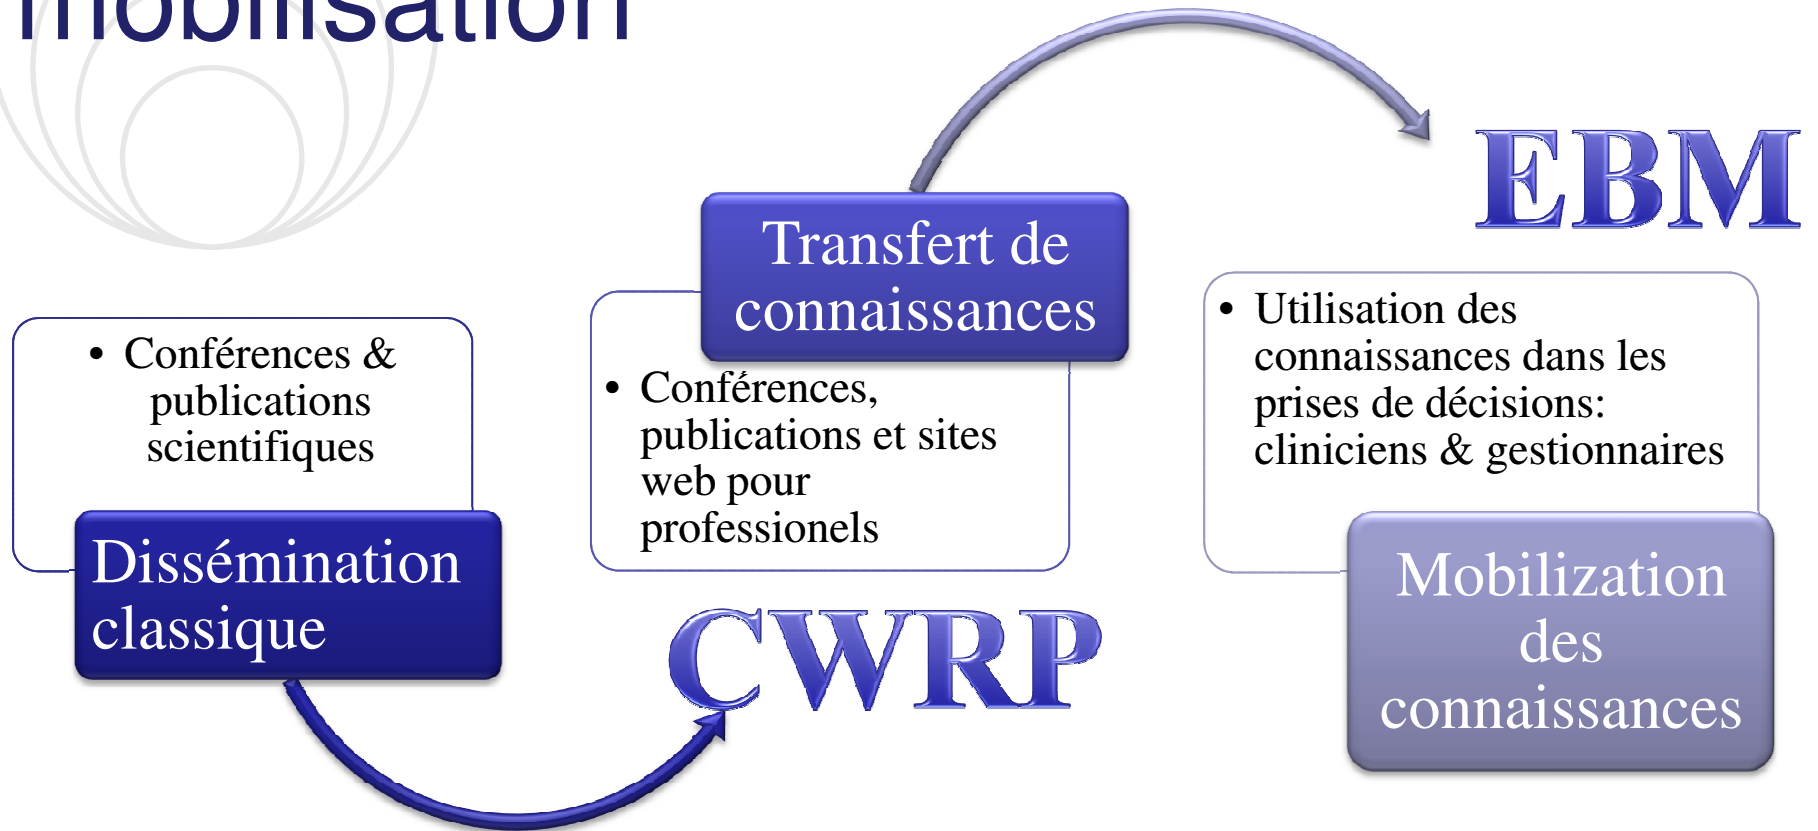 mobilisation
• Conférences &
publications
scientifiques
Dissémination
classique
Transfert de
connaissances
• Conférences,
publications et sites
web pour
professionels
CWRP
EBM
• Utilisation des
connaissances dans les
prises de décisions:
cliniciens & gestionnaires
Mobilization
des
connaissances